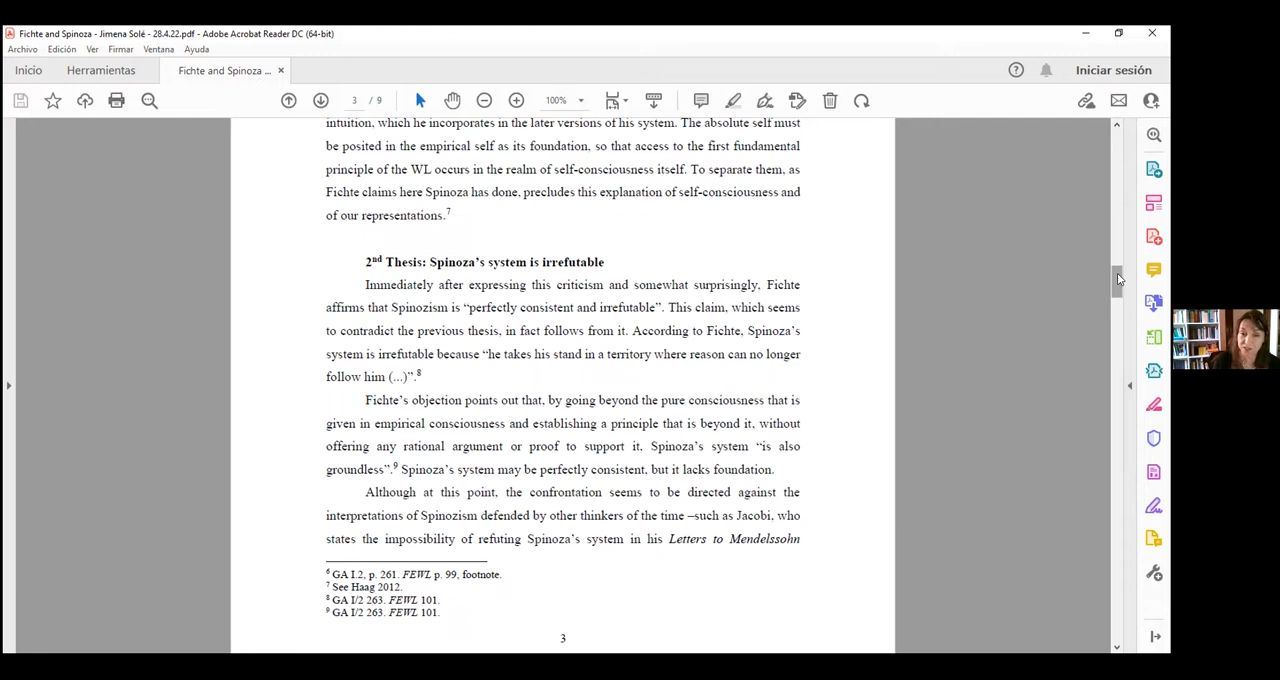 Fichte and Spinoza - Jimena Solé - 28.4.22.pdf - Adobe Acrobat Reader DC (64-bit)
Archivo Edición Ver Firmar Ventana Ayuda
Inicio Herramientas Fichte and Spinoza ... × Iniciar sesión
3 / 9 100%
intuition, which he incorporates in the later versions of his system. The absolute self must
be posited in the empirical self as its foundation, so that access to the first fundamental
principle of the WL occurs in the realm of self-consciousness itself. To separate them, as
Fichte claims here Spinoza has done, precludes this explanation of self-consciousness and
of our representations.7
2nd Thesis: Spinoza’s system is irrefutable
Immediately after expressing this criticism and somewhat surprisingly, Fichte
affirms that Spinozism is “perfectly consistent and irrefutable”. This claim, which seems
to contradict the previous thesis, in fact follows from it. According to Fichte, Spinoza’s
system is irrefutable because “he takes his stand in a territory where reason can no longer
follow him (...)”.8
Fichte’s objection points out that, by going beyond the pure consciousness that is
given in empirical consciousness and establishing a principle that is beyond it, without
offering any rational argument or proof to support it, Spinoza’s system “is also
groundless”.9 Spinoza’s system may be perfectly consistent, but it lacks foundation.
Although at this point, the confrontation seems to be directed against the
interpretations of Spinozism defended by other thinkers of the time –such as Jacobi, who
states the impossibility of refuting Spinoza’s system in his Letters to Mendelssohn
6 GA I.2, p. 261. FEWL p. 99, footnote.
7 See Haag 2012.
8 GA I/2 263. FEWL 101.
9 GA I/2 263. FEWL 101.
3